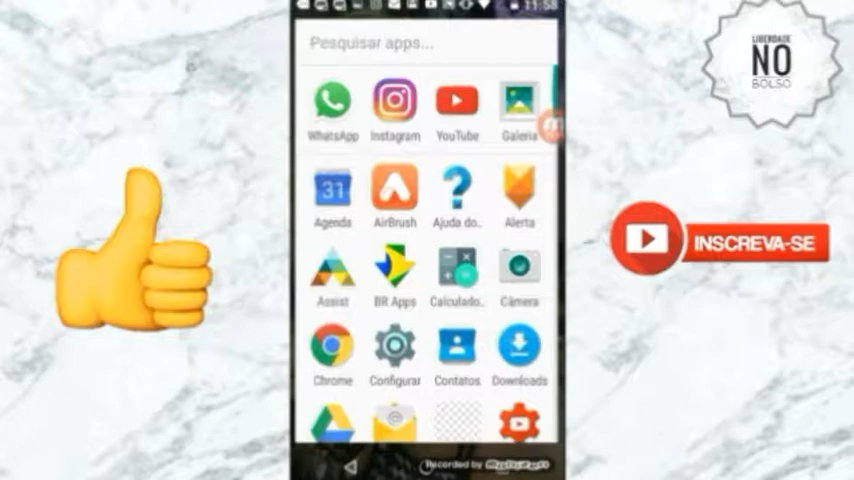 11:58
Pesquisar apps...
LIBERDADE
NO
BOLSO
WhatsApp Instagram YouTube Galeria
31
Agenda AirBrush Ajuda do.. Alerta
INSCREVA-SE
Assist BR Apps Calculado.. Câmera
Chrome Configurar Contatos Downloads
Recorded by